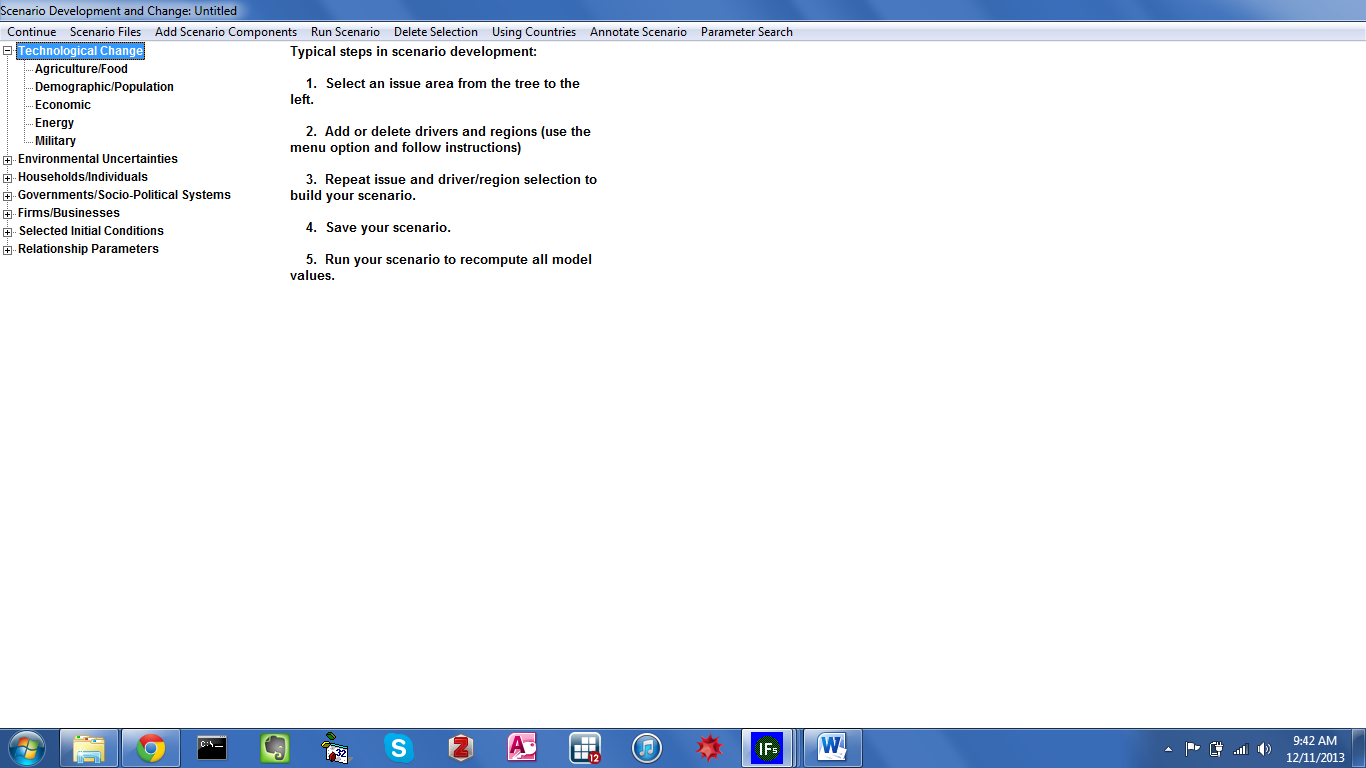 Scenario Development and Change: Untitled
Continue Scenario Files Add Scenario Components Run Scenario Delete Selection Using Countries Annotate Scenario Parameter Search
Technological Change
Agriculture/Food
Demographic/Population
Economic
Energy
Military
Environmental Uncertainties
Households/Individuals
Governments/Socio-Political Systems
Firms/Businesses
Selected Initial Conditions
Relationship Parameters
Typical steps in scenario development:
1. Select an issue area from the tree to the
left.
2. Add or delete drivers and regions (use the
menu option and follow instructions)
3. Repeat issue and driver/region selection to
build your scenario.
4. Save your scenario.
5. Run your scenario to recompute all model
values.
C:\
32
S
Z
A
12
IFs
W
9:42 AM
12/11/2013